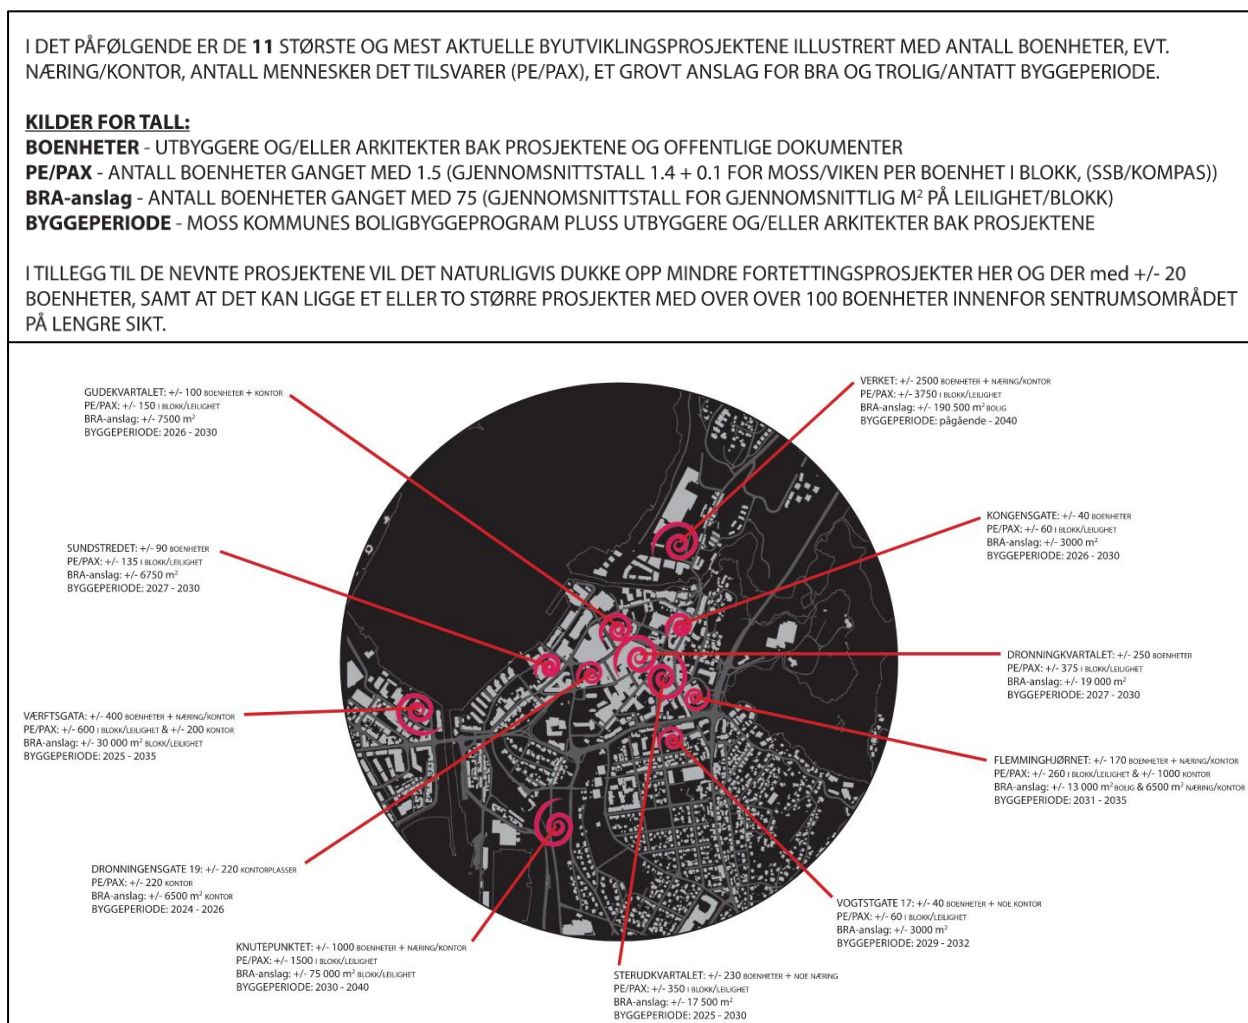 I DET PÅFØLGENDE ER DE 11 STØRSTE OG MEST AKTUELLE BYUTVIKLINGSPROSJEKTENE ILLUSTRERT MED ANTALL BOENHETER, EVT.
NÆRING/KONTOR, ANTALL MENNESKER DET TILSVARER (PE/PAX), ET GROVT ANSLAG FOR BRA OG TROLIG/ANTATT BYGGEPERIODE.
KILDER FOR TALL:
BOENHETER - UTBYGGERE OG/ELLER ARKITEKTER BAK PROSJEKTENE OG OFFENTLIGE DOKUMENTER
PE/PAX - ANTALL BOENHETER GANGET MED 1.5 (GJENNOMSNITTSTALL 1.4 + 0.1 FOR MOSS/VIKEN PER BOENHET I BLOKK, (SSB/KOMPAS))
BRA-anslag - ANTALL BOENHETER GANGET MED 75 (GJENNOMSNITTSTALL FOR GJENNOMSNITTLIG M² PÅ LEILIGHET/BLOKK)
BYGGEPERIODE - MOSS KOMMUNES BOLIGBYGGEPROGRAM PLUSS UTBYGGERE OG/ELLER ARKITEKTER BAK PROSJEKTENE
I TILLEGG TIL DE NEVNTE PROSJEKTENE VIL DET NATURLIGVIS DUKKE OPP MINDRE FORTETTINGSPROSJEKTER HER OG DER med +/- 20
BOENHETER, SAMT AT DET KAN LIGGE ET ELLER TO STØRRE PROSJEKTER MED OVER OVER 100 BOENHETER INNENFOR SENTRUMSOMRÅDET
PÅ LENGRE SIKT.
GUDEKVARTALET: +/- 100 BOENHETER + KONTOR
PE/PAX: +/- 150 I BLOKK/LEILIGHET
BRA-anslag: +/- 7500 m²
BYGGEPERIODE: 2026 - 2030
VERKET: +/- 2500 BOENHETER + NÆRING/KONTOR
PE/PAX: +/- 3750 I BLOKK/LEILIGHET
BRA-anslag: +/- 190 500 m² BOLIG
BYGGEPERIODE: pågående - 2040
KONGENSGATE: +/- 40 BOENHETER
PE/PAX: +/- 60 I BLOKK/LEILIGHET
BRA-anslag: +/- 3000 m²
BYGGEPERIODE: 2026 - 2030
SUNDSTREDET: +/- 90 BOENHETER
PE/PAX: +/- 135 I BLOKK/LEILIGHET
BRA-anslag: +/- 6750 m²
BYGGEPERIODE: 2027 - 2030
DRONNINGKVARTALET: +/- 250 BOENHETER
PE/PAX: +/- 375 I BLOKK/LEILIGHET
BRA-anslag: +/- 19 000 m²
BYGGEPERIODE: 2027 - 2030
VÆRFTSGATA: +/- 400 BOENHETER + NÆRING/KONTOR
PE/PAX: +/- 600 I BLOKK/LEILIGHET & +/- 200 KONTOR
BRA-anslag: +/- 30 000 m² BLOKK/LEILIGHET
BYGGEPERIODE: 2025 - 2035
FLEMMINGHJØRNET: +/- 170 BOENHETER + NÆRING/KONTOR
PE/PAX: +/- 260 I BLOKK/LEILIGHET & +/- 1000 KONTOR
BRA-anslag: +/- 13 000 m² BOLIG & 6500 m² NÆRING/KONTOR
BYGGEPERIODE: 2031 - 2035
DRONNINGENSGATE 19: +/- 220 KONTORPLASSER
PE/PAX: +/- 220 KONTOR
BRA-anslag: +/- 6500 m² KONTOR
BYGGEPERIODE: 2024 - 2026
VOGTSTGATE 17: +/- 40 BOENHETER + NOE KONTOR
PE/PAX: +/- 60 I BLOKK/LEILIGHET
BRA-anslag: +/- 3000 m²
BYGGEPERIODE: 2029 - 2032
KNUTEPUNKTET: +/- 1000 BOENHETER + NÆRING/KONTOR
PE/PAX: +/- 1500 I BLOKK/LEILIGHET
BRA-anslag: +/- 75 000 m² BLOKK/LEILIGHET
BYGGEPERIODE: 2030 - 2040
STERUDKVARTALET: +/- 230 BOENHETER + NOE NÆRING
PE/PAX: +/- 350 I BLOKK/LEILIGHET
BRA-anslag: +/- 17 500 m²
BYGGEPERIODE: 2025 - 2030